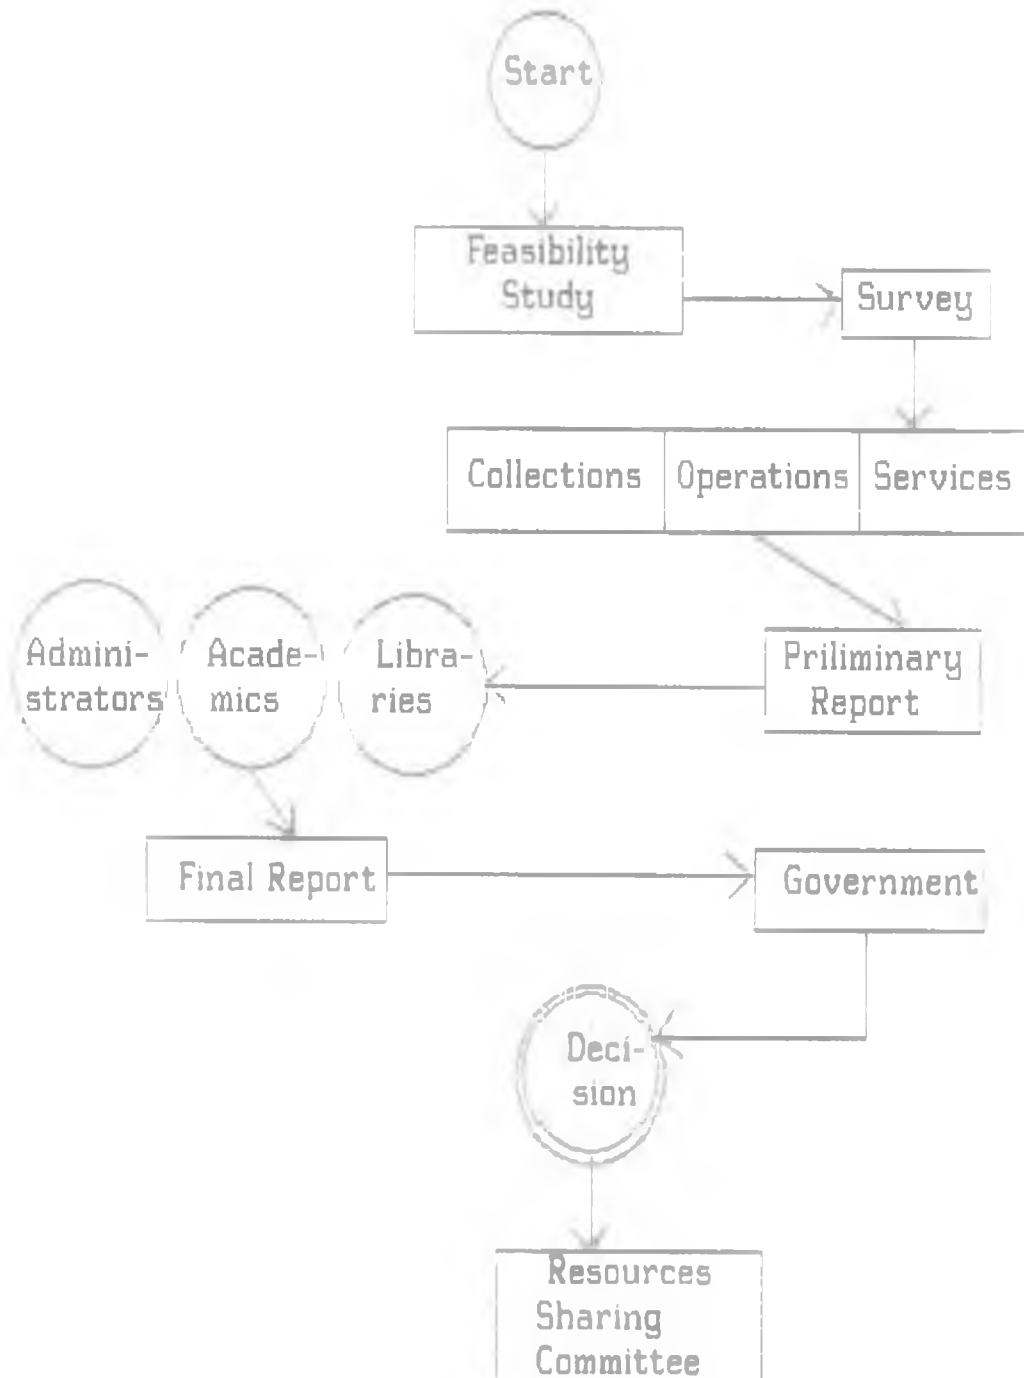 Start
Feasibility
Study
Survey
Collections
Operations
Services
Priliminary
Report
Admini-
strators
Acade-
mics
Libra-
ries
Final Report
Government
Deci-
sion
Resources
Sharing
Committee